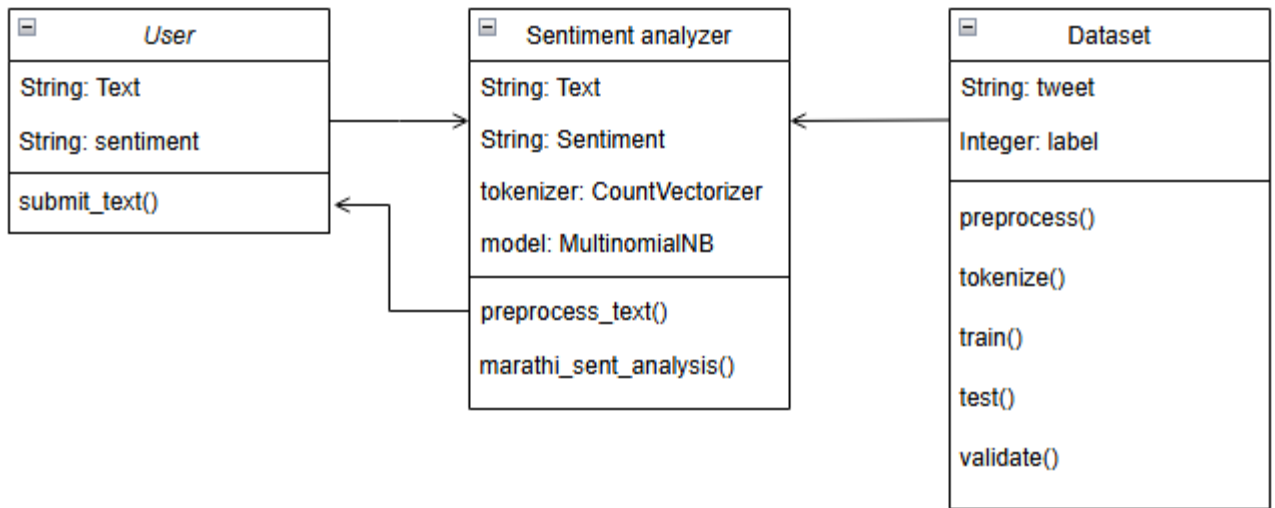 User
String: Text
String: sentiment
submit_text()
Sentiment analyzer
String: Text
String: Sentiment
tokenizer: CountVectorizer
model: MultinomialNB
preprocess_text()
marathi_sent_analysis()
Dataset
String: tweet
Integer: label
preprocess()
tokenize()
train()
test()
validate()